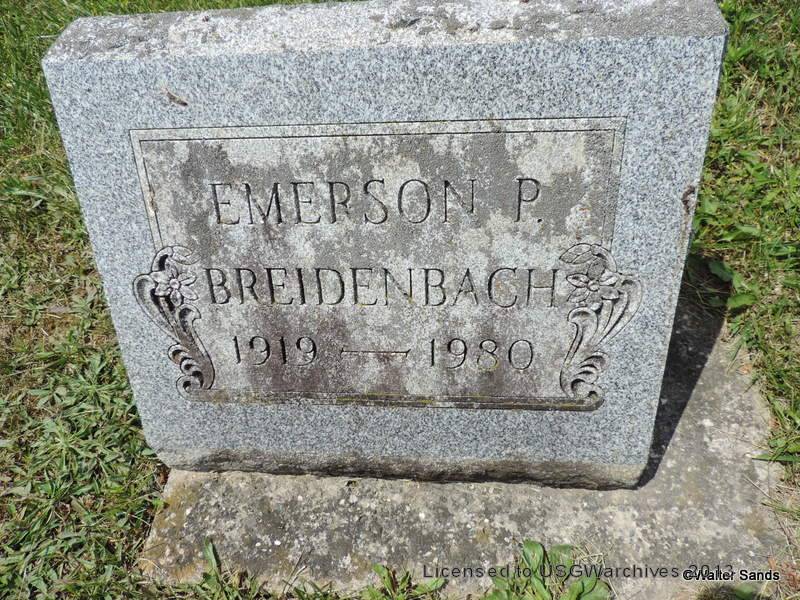 EMERSON P.
BREIDENBACH
1919 — 1980
Licensed to USGWarchives 2013
©Walter Sands